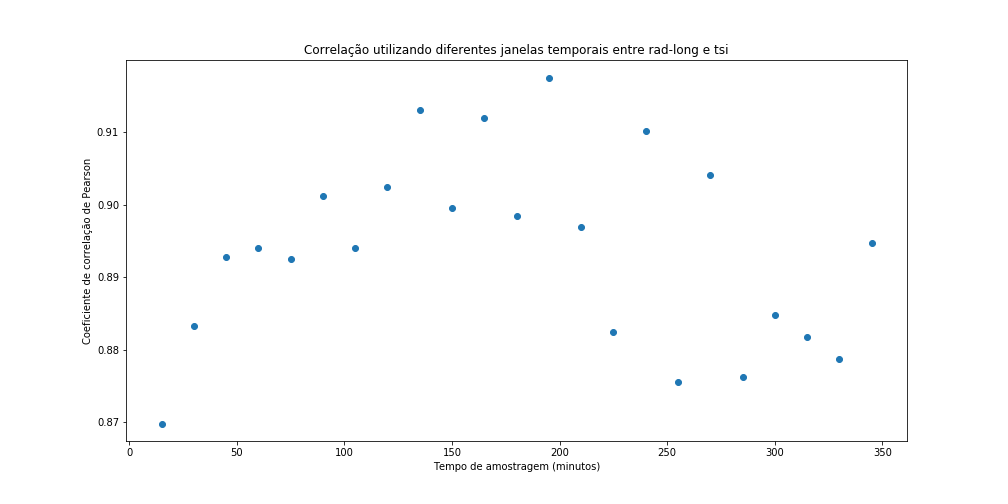 Correlação utilizando diferentes janelas temporais entre rad-long e tsi
Coeficiente de correlação de Pearson
0.91
0.90
0.89
0.88
0.87
0 50 100 150 200 250 300 350
Tempo de amostragem (minutos)